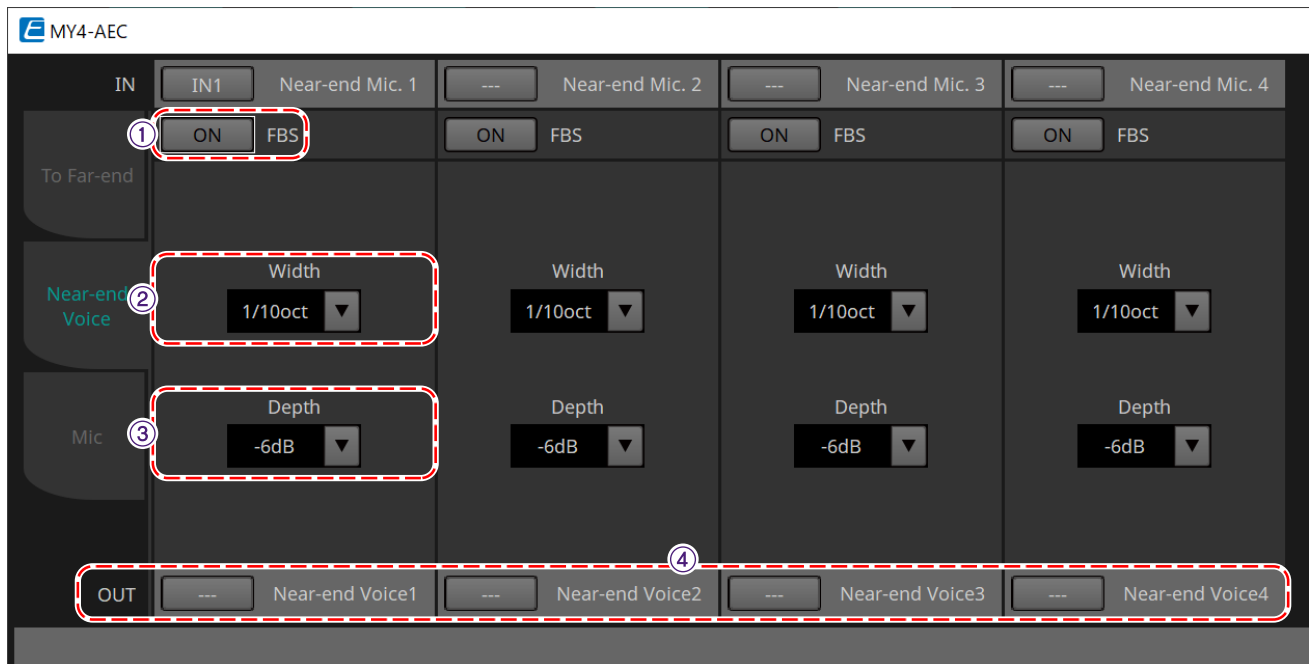 MY4-AEC
IN IN1 Near-end Mic. 1 --- Near-end Mic. 2 --- Near-end Mic. 3 --- Near-end Mic. 4
① ON FBS ON FBS ON FBS ON FBS
To Far-end
Width Width Width Width
Near-end
Voice
② 1/10oct ▼ 1/10oct ▼ 1/10oct ▼ 1/10oct ▼
Depth Depth Depth Depth
Mic ③ -6dB ▼ -6dB ▼ -6dB ▼ -6dB ▼
④
OUT --- Near-end Voice1 --- Near-end Voice2 --- Near-end Voice3 --- Near-end Voice4